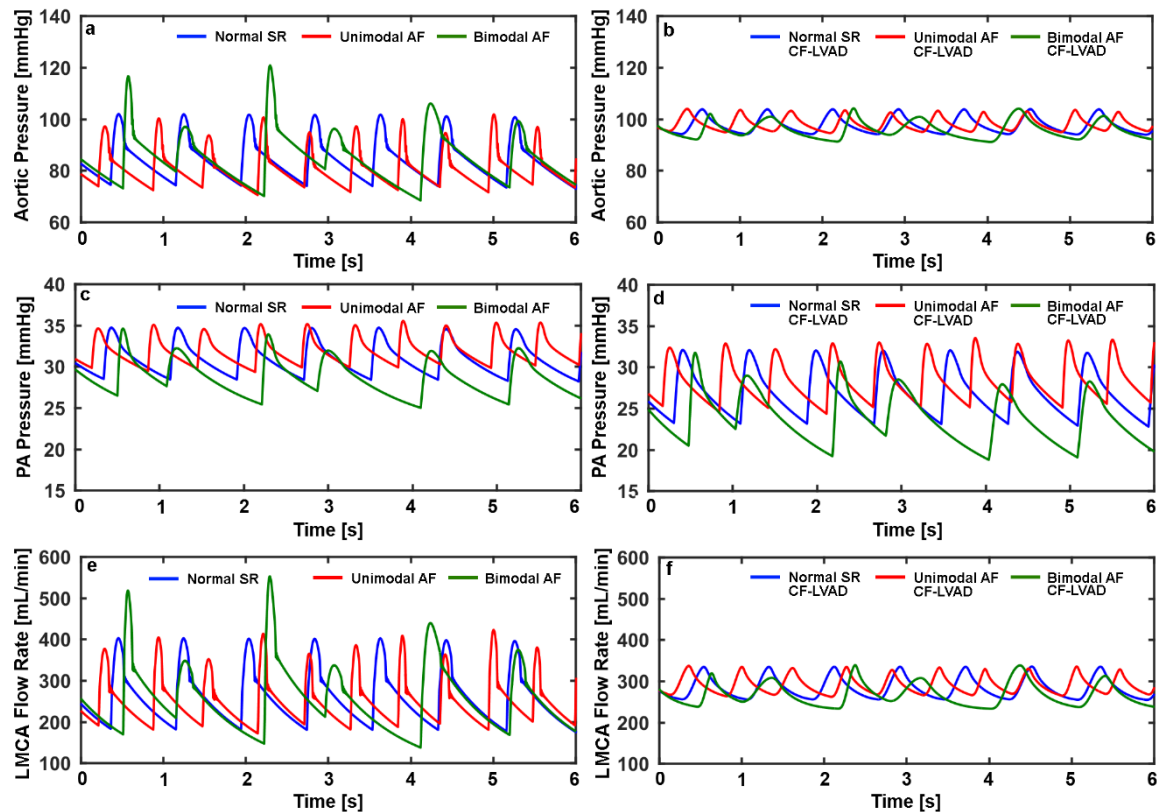 a
Normal SR Unimodal AF Bimodal AF
Aortic Pressure [mmHg]
140
120
100
80
60
0 1 2 3 4 5 6
Time [s]
b
Normal SR Unimodal AF Bimodal AF
CF-LVAD CF-LVAD CF-LVAD
Aortic Pressure [mmHg]
140
120
100
80
60
0 1 2 3 4 5 6
Time [s]
c
Normal SR Unimodal AF Bimodal AF
PA Pressure [mmHg]
40
35
30
25
20
15
0 1 2 3 4 5 6
Time [s]
d
Normal SR Unimodal AF Bimodal AF
CF-LVAD CF-LVAD CF-LVAD
PA Pressure [mmHg]
40
35
30
25
20
15
0 1 2 3 4 5 6
Time [s]
e
Normal SR Unimodal AF Bimodal AF
LMCA Flow Rate [mL/min]
600
500
400
300
200
100
0 1 2 3 4 5 6
Time [s]
f
Normal SR Unimodal AF Bimodal AF
CF-LVAD CF-LVAD CF-LVAD
LMCA Flow Rate [mL/min]
600
500
400
300
200
100
0 1 2 3 4 5 6
Time [s]